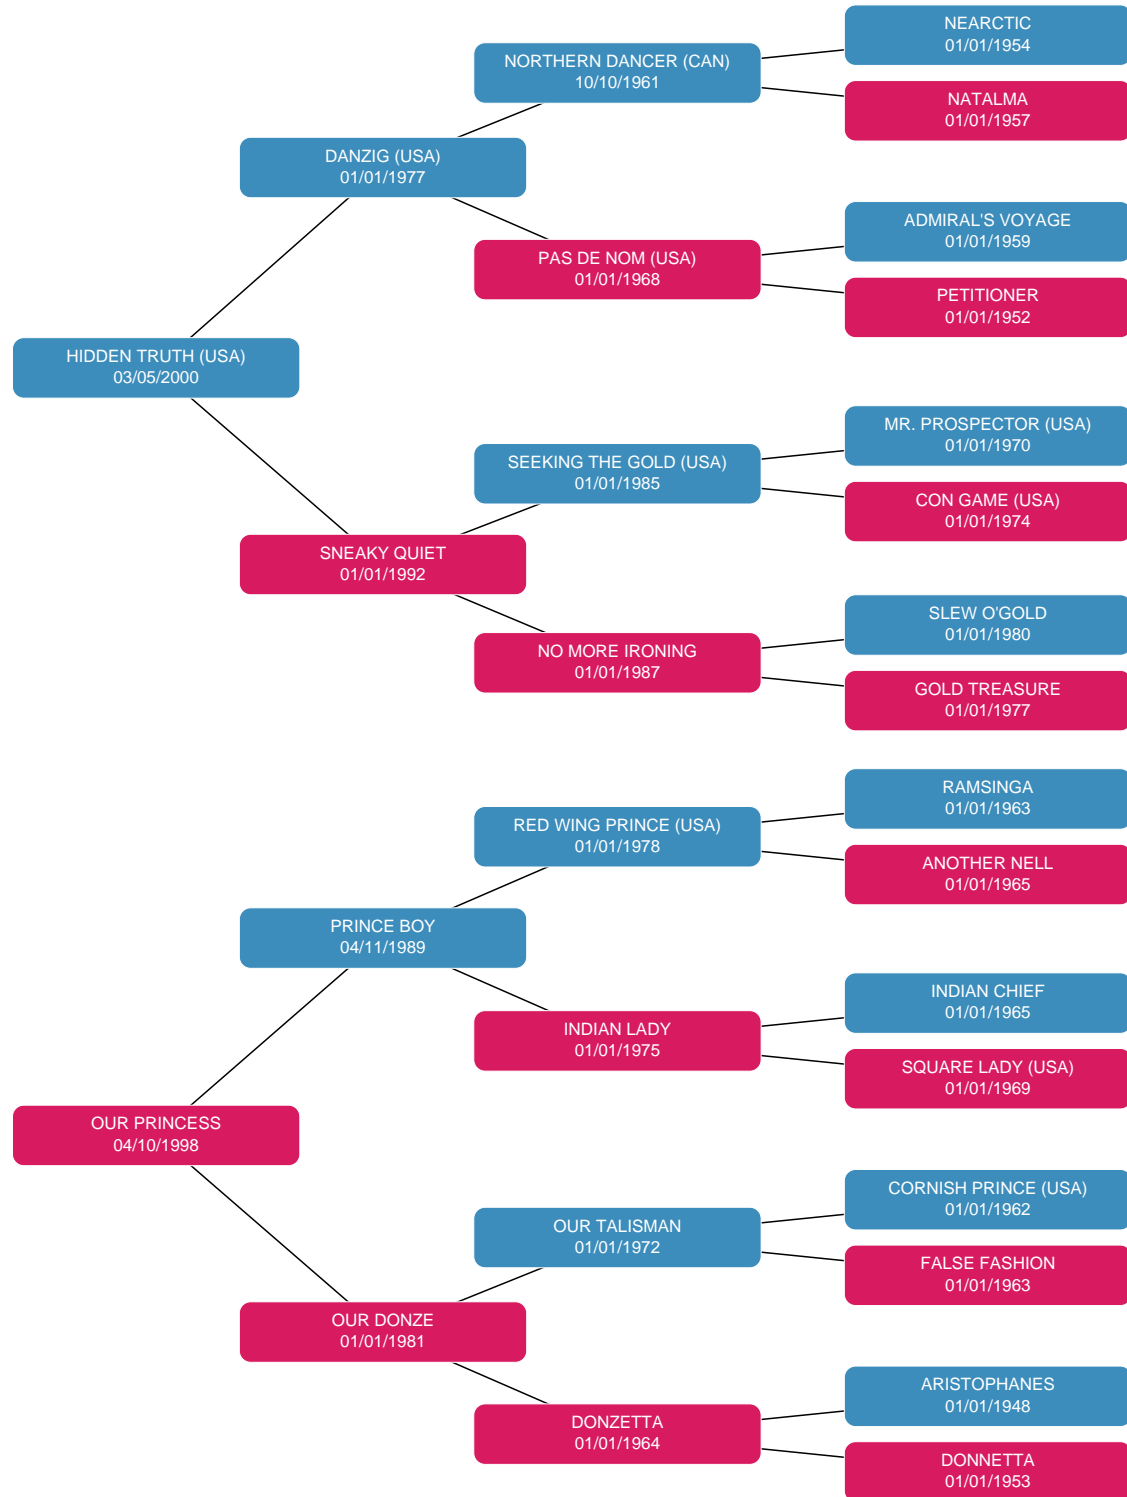 NEARCTIC
01/01/1954
NORTHERN DANCER (CAN)
10/10/1961
NATALMA
01/01/1957
DANZIG (USA)
01/01/1977
ADMIRAL'S VOYAGE
01/01/1959
PAS DE NOM (USA)
01/01/1968
PETITIONER
01/01/1952
HIDDEN TRUTH (USA)
03/05/2000
MR. PROSPECTOR (USA)
01/01/1970
SEEKING THE GOLD (USA)
01/01/1985
CON GAME (USA)
01/01/1974
SNEAKY QUIET
01/01/1992
SLEW O'GOLD
01/01/1980
NO MORE IRONING
01/01/1987
GOLD TREASURE
01/01/1977
RAMSINGA
01/01/1963
RED WING PRINCE (USA)
01/01/1978
ANOTHER NELL
01/01/1965
PRINCE BOY
04/11/1989
INDIAN CHIEF
01/01/1965
INDIAN LADY
01/01/1975
SQUARE LADY (USA)
01/01/1969
OUR PRINCESS
04/10/1998
CORNISH PRINCE (USA)
01/01/1962
OUR TALISMAN
01/01/1972
FALSE FASHION
01/01/1963
OUR DONZE
01/01/1981
ARISTOPHANES
01/01/1948
DONZETTA
01/01/1964
DONNETTA
01/01/1953